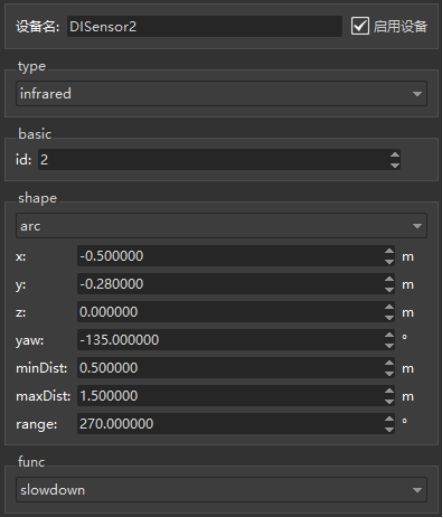 设备名: DISensor2 启用设备
type
infrared
basic
id: 2
shape
arc
x: -0.500000 m
y: -0.280000 m
z: 0.000000 m
yaw: -135.000000 °
minDist: 0.500000 m
maxDist: 1.500000 m
range: 270.000000 °
func
slowdown